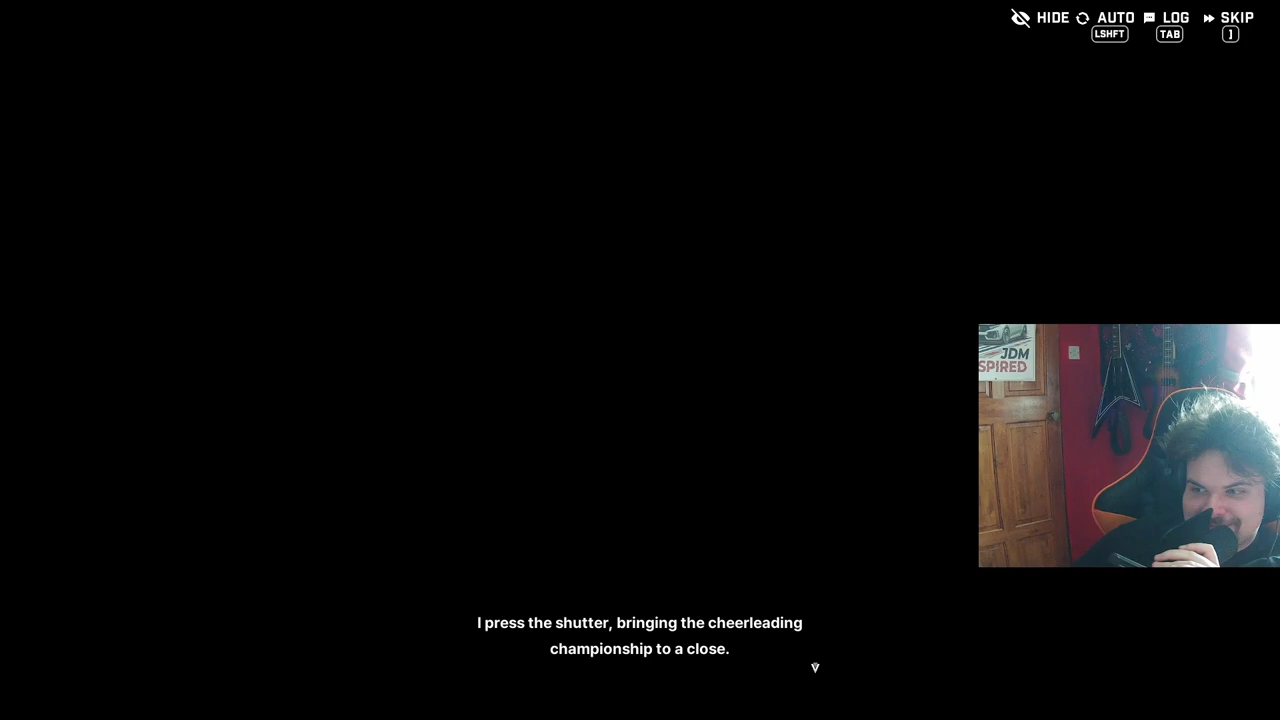 HIDE AUTO LOG SKIP
LSHFT TAB ]
JDM
SPIRED
I press the shutter, bringing the cheerleading
championship to a close.